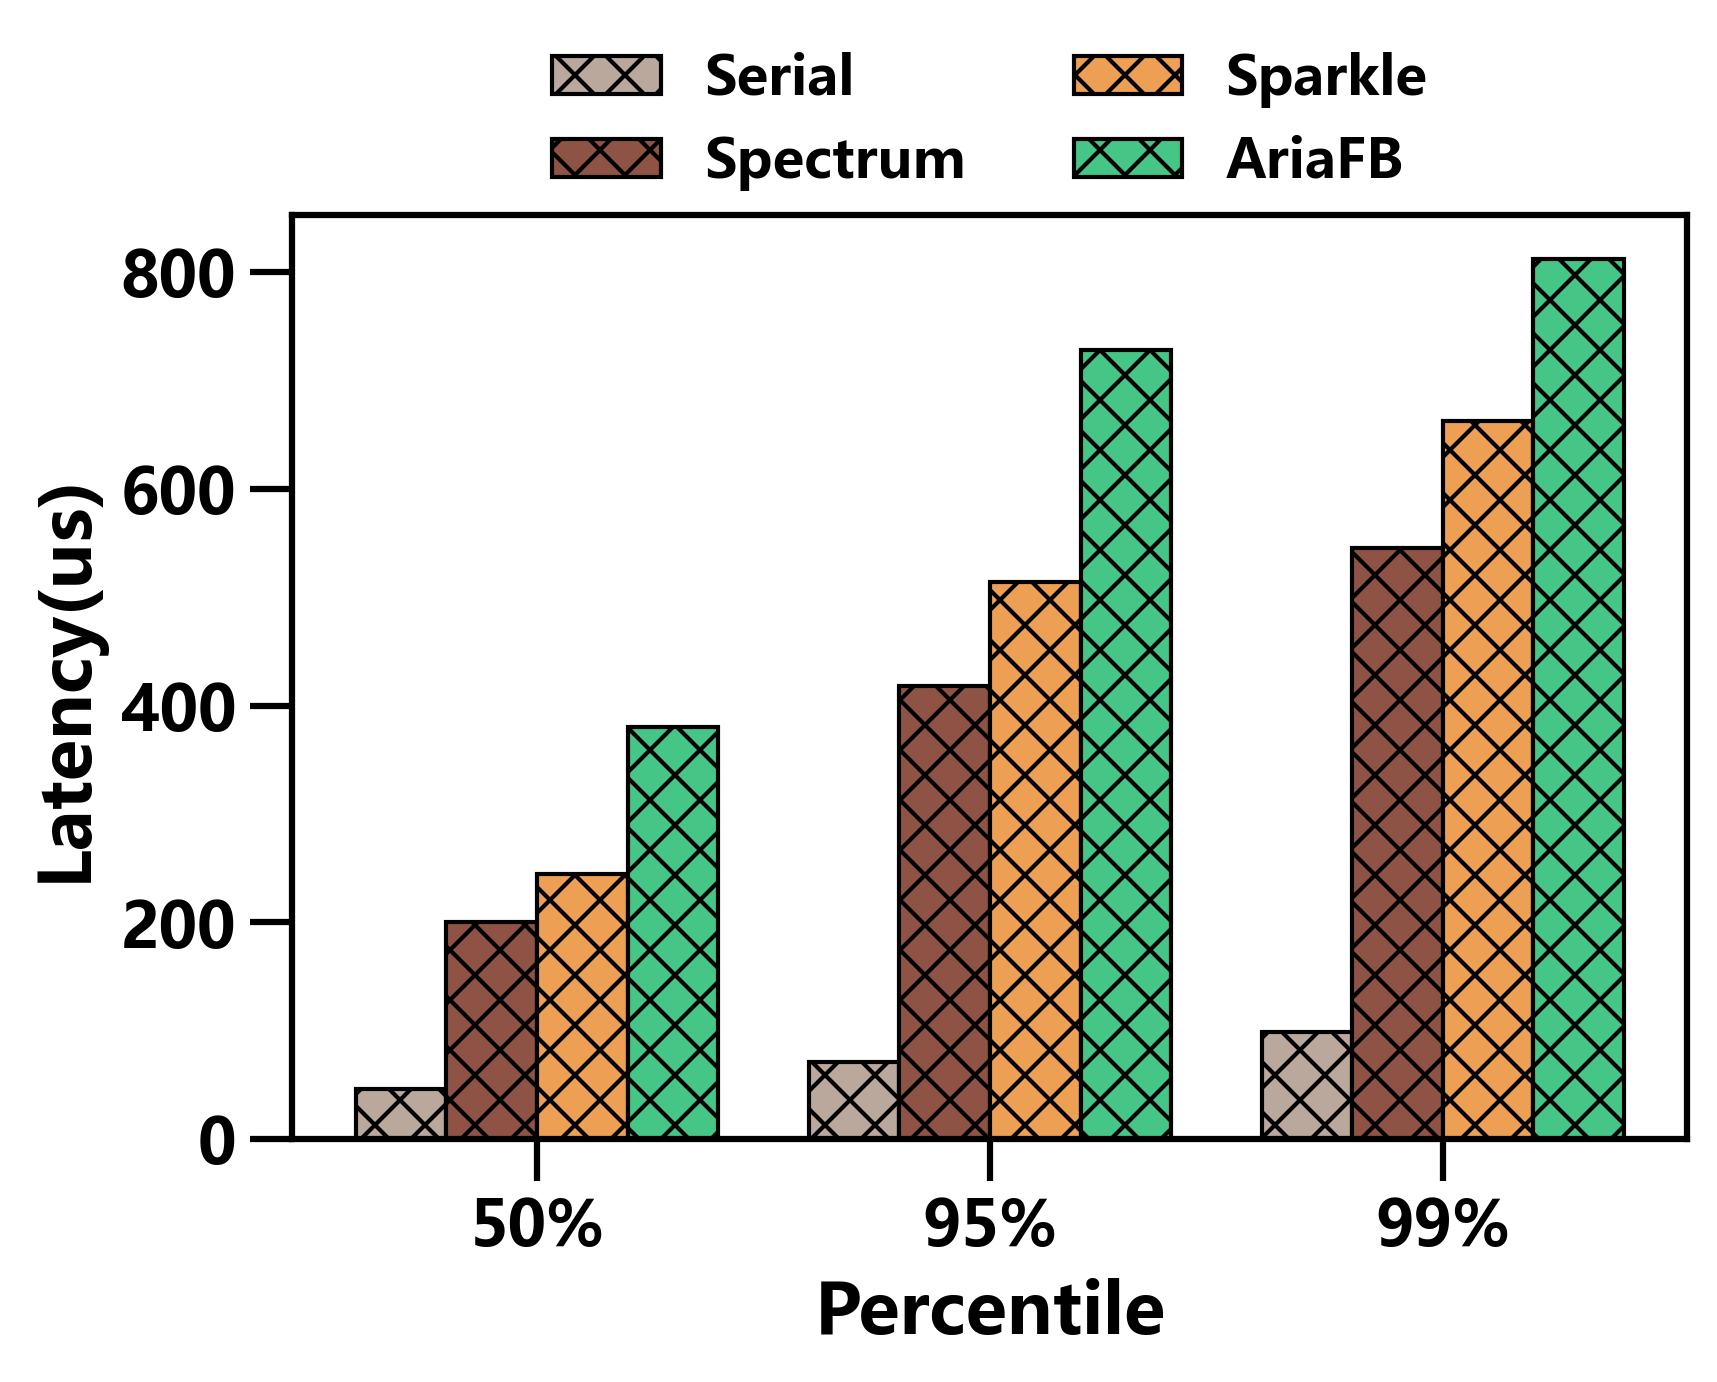 Serial
Sparkle
Spectrum
AriaFB
Latency(us)
800
600
400
200
0
50%
95%
99%
Percentile